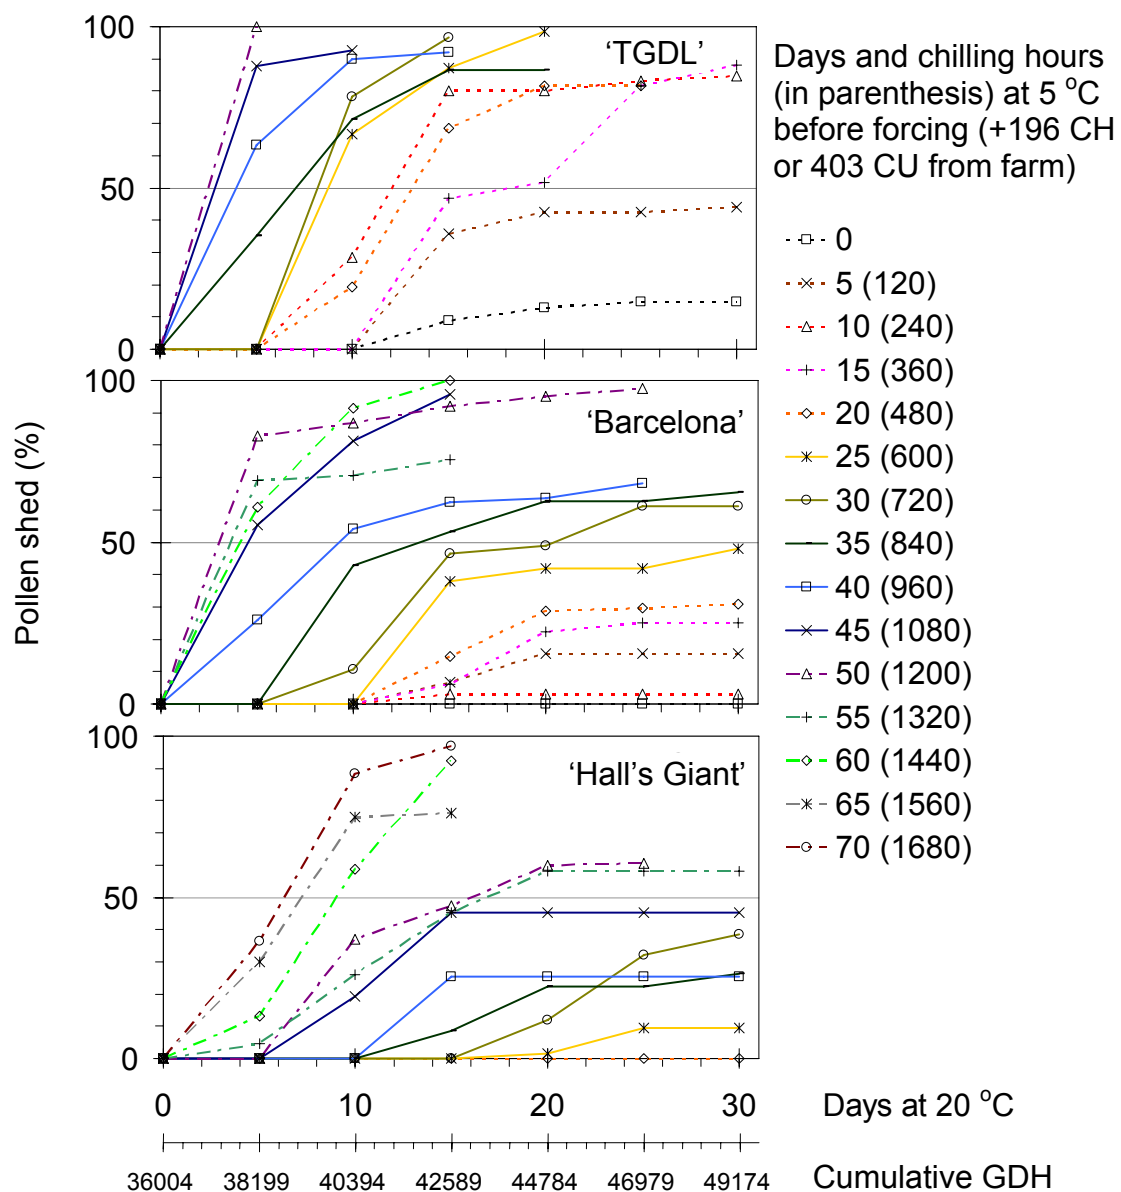 100
50
0
‘TGDL’
100
50
0
‘Barcelona’
100
50
0
‘Hall's Giant’
Pollen shed (%)
Days and chilling hours
(in parenthesis) at 5 °C
before forcing (+196 CH
or 403 CU from farm)
0
5 (120)
10 (240)
15 (360)
20 (480)
25 (600)
30 (720)
35 (840)
40 (960)
45 (1080)
50 (1200)
55 (1320)
60 (1440)
65 (1560)
70 (1680)
0 10 20 30 Days at 20 °C
36004 38199 40394 42589 44784 46979 49174 Cumulative GDH